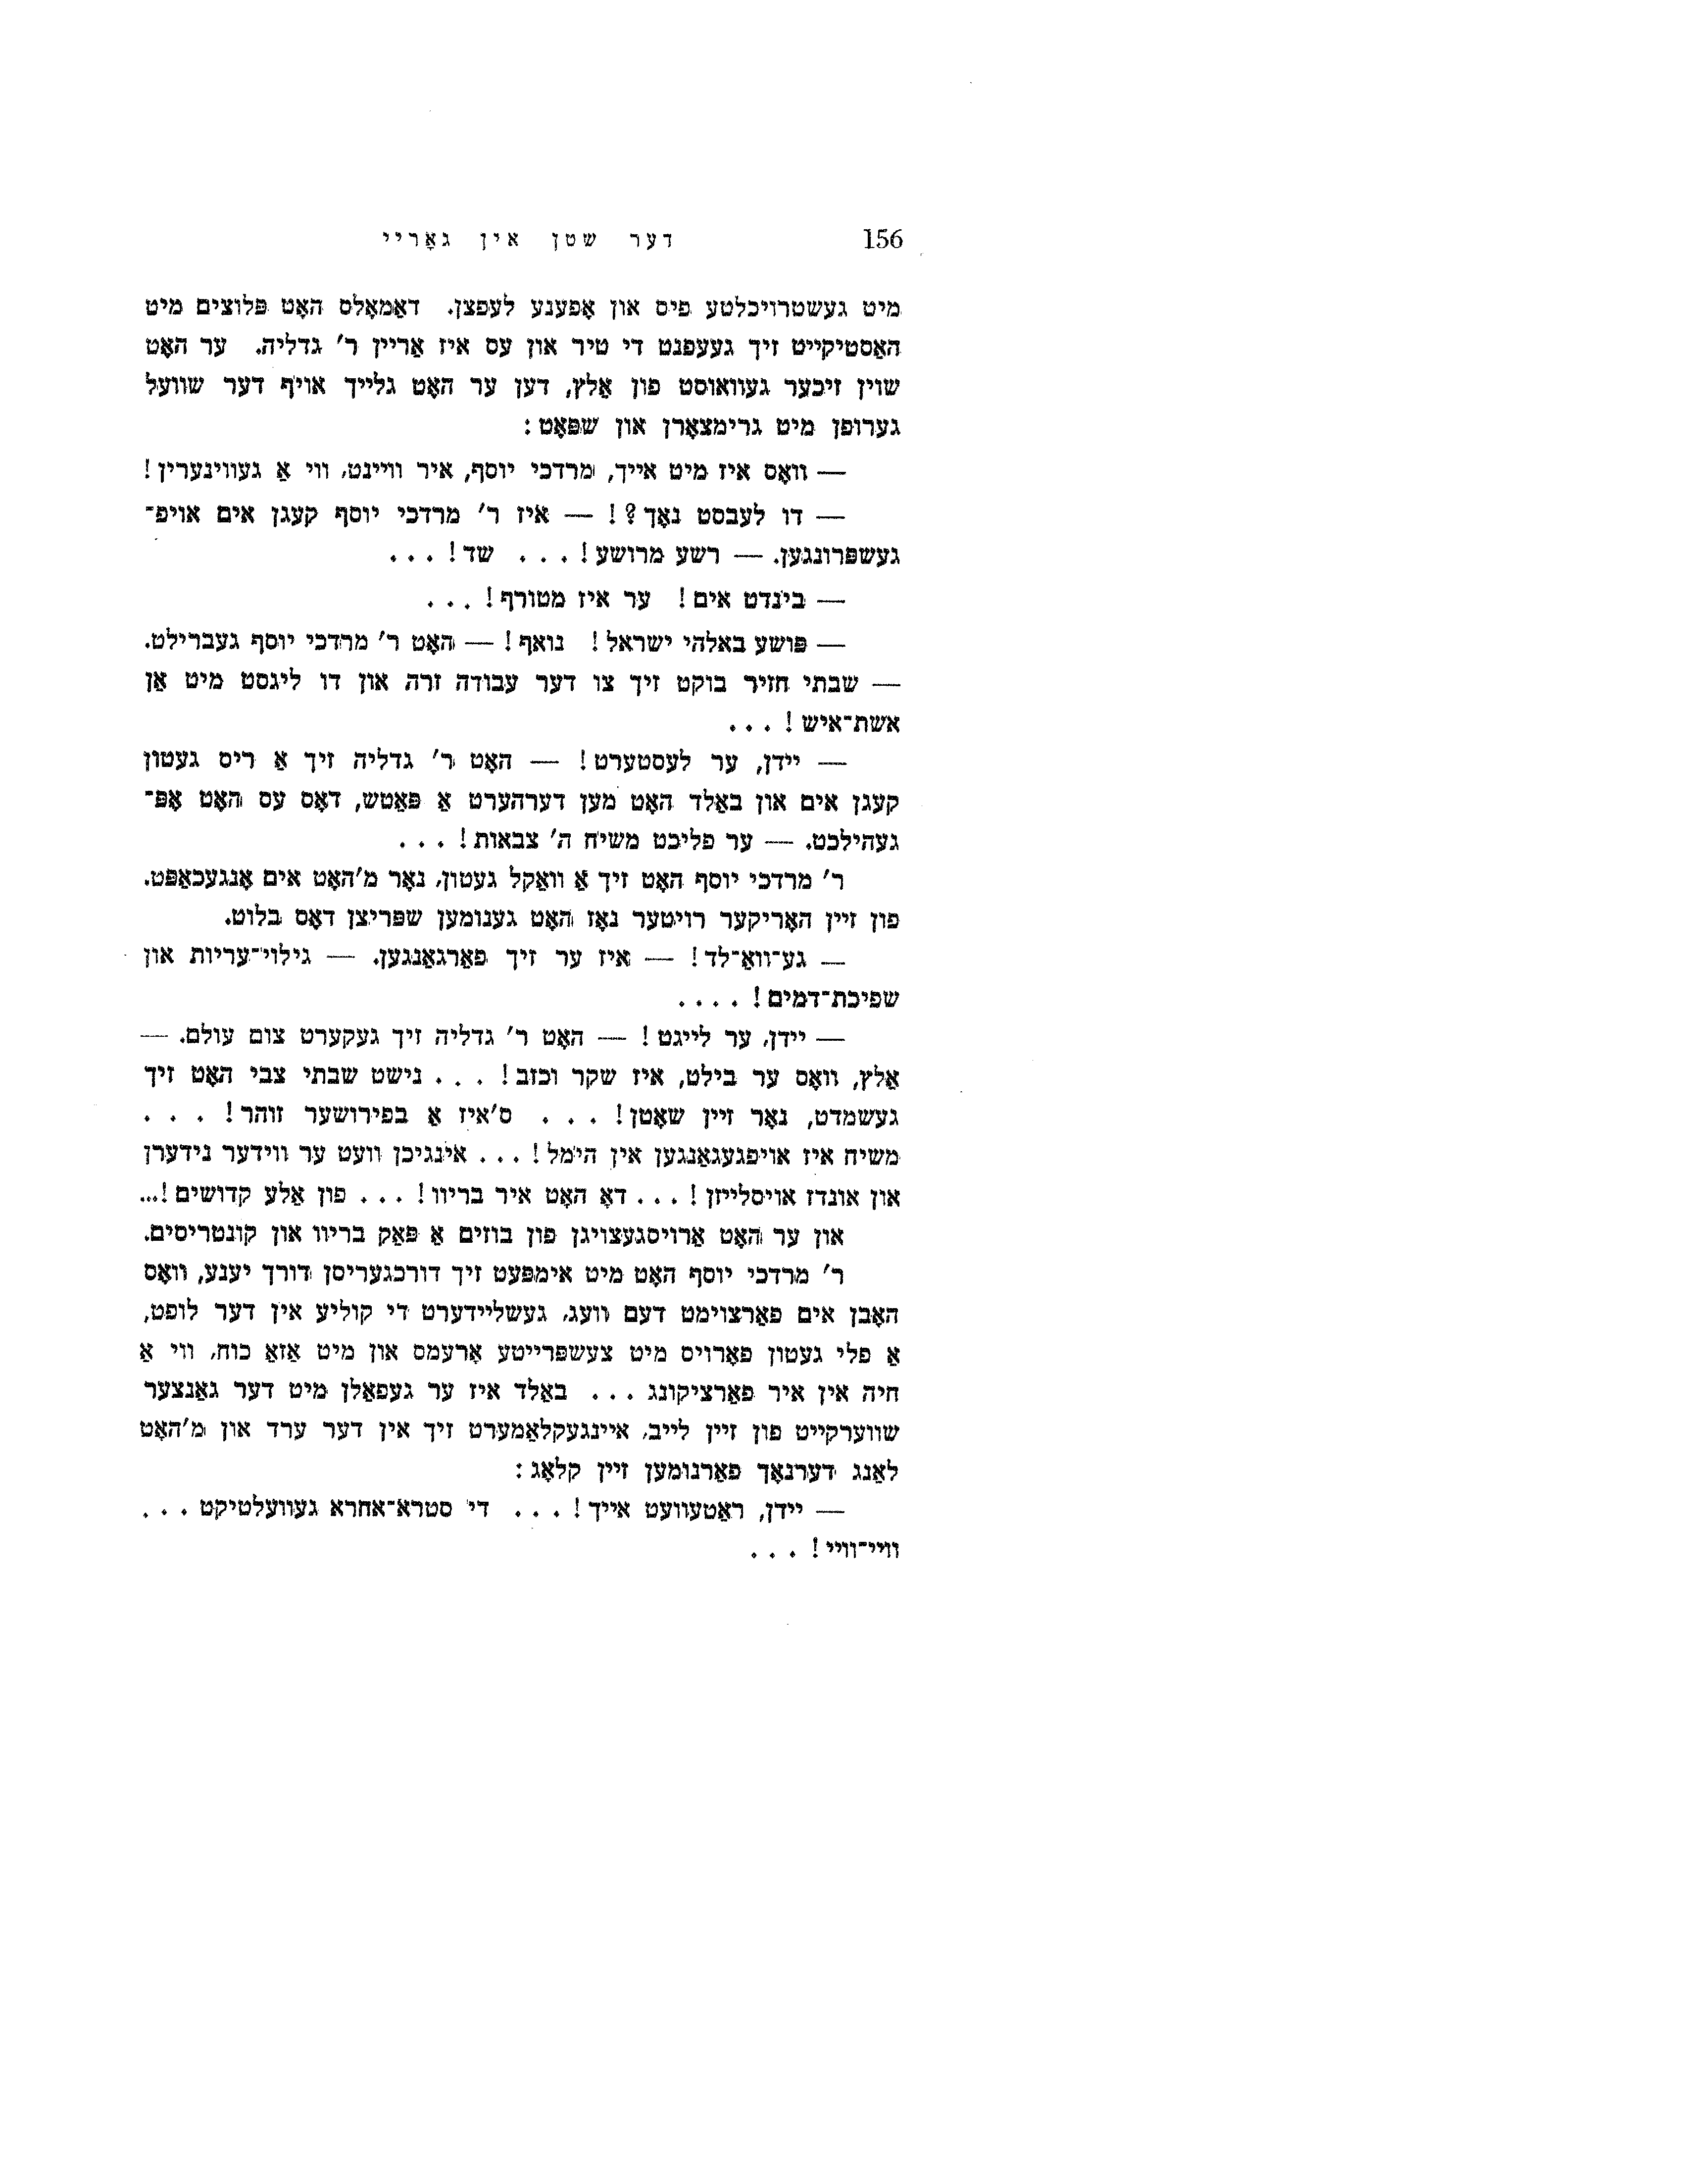 156 דער שטן אין גאָריי
מיט געשטרויכלטע פיס און אָפענע לעפצן. דאַמאָלס האָט פּלוצים מיט
האַסטיקייט זיך געעפנט די טיר און עס איז אַריין ר' גדליה. ער האָט
שוין זיכער געוואוסט פון אַלץ, דען ער האָט גלייך אויף דער שוועל
גערופן מיט גרימצאָרן און שפּאָט:
— וואָס איז מיט אייך, מרדכי יוסף, איר וויינט, ווי אַ געווינערין!
— דו לעבסט נאָך?! — איז ר' מרדכי יוסף קעגן אים אויפ־
געשפּרונגען. — רשע מרושע!... שד!...
— בינדט אים! ער איז מטורף!...
— פּושע באלהי ישראל! נואף! — האָט ר' מרדכי יוסף געברילט.
— שבתי חזיר בוקט זיך צו דער עבודה זרה און דו ליגסט מיט אַן
אשת־איש!...
— יידן, ער לעסטערט! — האָט ר' גדליה זיך אַ ריס געטון
קעגן אים און באַלד האָט מען דערהערט אַ פּאַטש, דאָס עס האָט אָפּ־
געהילכט. — ער פליכט משיח ה' צבאות!...
ר' מרדכי יוסף האָט זיך אַ וואַקל געטון, נאָר מ'האָט אים אָנגעכאַפּט.
פון זיין האָריקער רויטער נאָז האָט גענומען שפּריצן דאָס בלוט.
— גע־וואַ־לד! — איז ער זיך פאַרגאַנגען. — גילוי־עריות און
שפיכת־דמים!....
— יידן, ער לייגט! — האָט ר' גדליה זיך געקערט צום עולם. —
אַלץ, וואָס ער בילט, איז שקר וכזב!... נישט שבתי צבי האָט זיך
געשמדט, נאָר זיין שאָטן!... ס'איז אַ בפירושער זוהר!...
משיח איז אויפגעגאַנגען אין הימל!... אינגיכן וועט ער ווידער נידערן
און אונדז אויסלייזן!... דאָ האָט איר בריוו!... פון אַלע קדושים!...
און ער האָט אַרויסגעצויגן פון בוזים אַ פּאַק בריוו און קונטריסים.
ר' מרדכי יוסף האָט מיט אימפּעט זיך דורכגעריסן דורך יענע, וואָס
האָבן אים פאַרצוימט דעם וועג, געשליידערט די קוליע אין דער לופט,
אַ פלי געטון פאָרויס מיט צעשפּרייטע אָרעמס און מיט אַזאַ כוח, ווי אַ
חיה אין איר פאַרציקונג... באַלד איז ער געפאַלן מיט דער גאַנצער
שווערקייט פון זיין לייב, איינגעקלאַמערט זיך אין דער ערד און מ'האָט
לאַנג דערנאָך פאַרנומען זיין קלאָג:
— יידן, ראַטעוועט אייך!... די סטרא־אחרא געוועלטיקט...
וויי־וויי!...